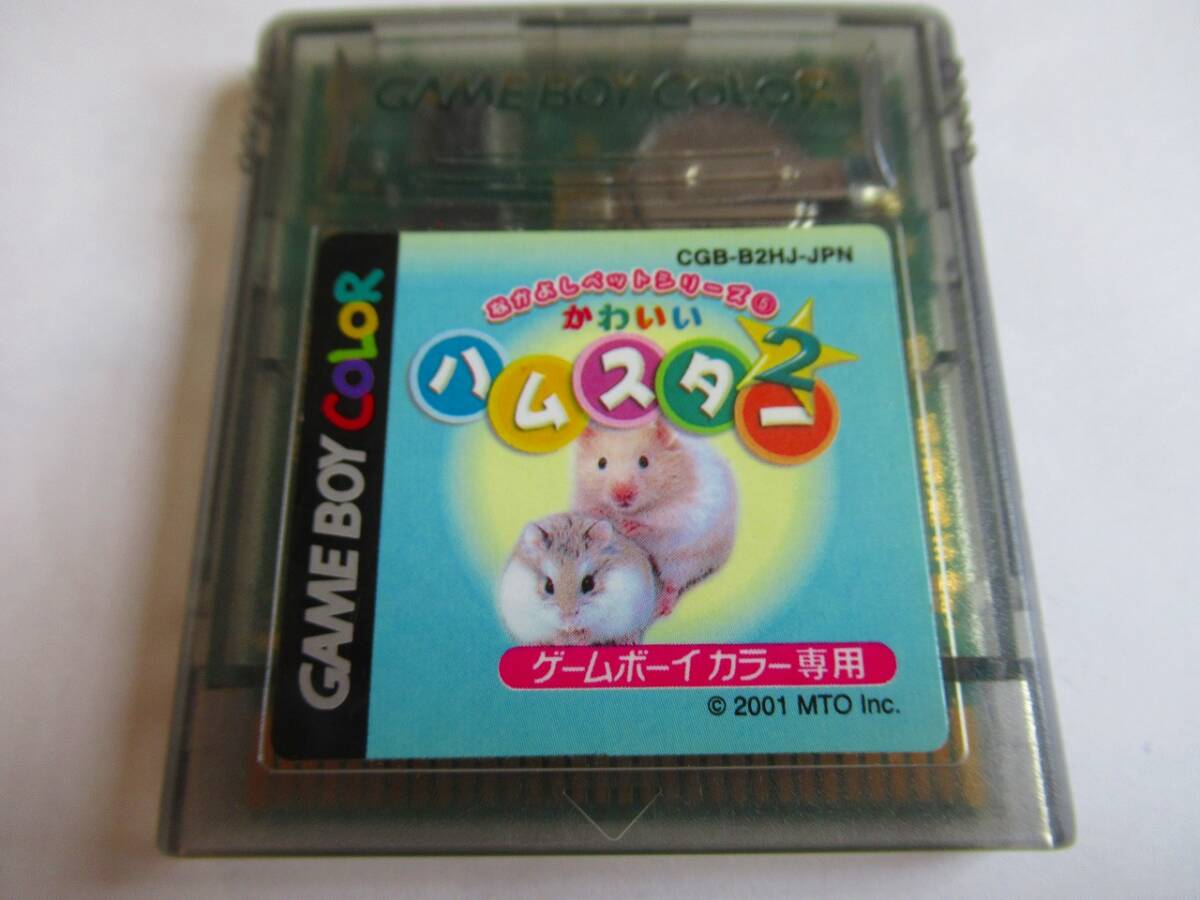 GAME BOY COLOR
GAME BOY COLOR
CGB-B2HJ-JPN
なかよしペットシリーズ⑤
かわいい
ハムスター2
ゲームボーイカラー専用
© 2001 MTO Inc.